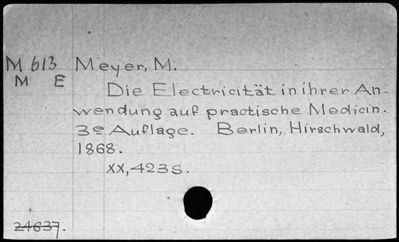 M 613 Meyer, M.
M E
Die Electricität in ihrer An-
wendung auf practische Medicin.
3e Auflage. Berlin, Hirschwald,
1868.
XX, 423 S.
24637.